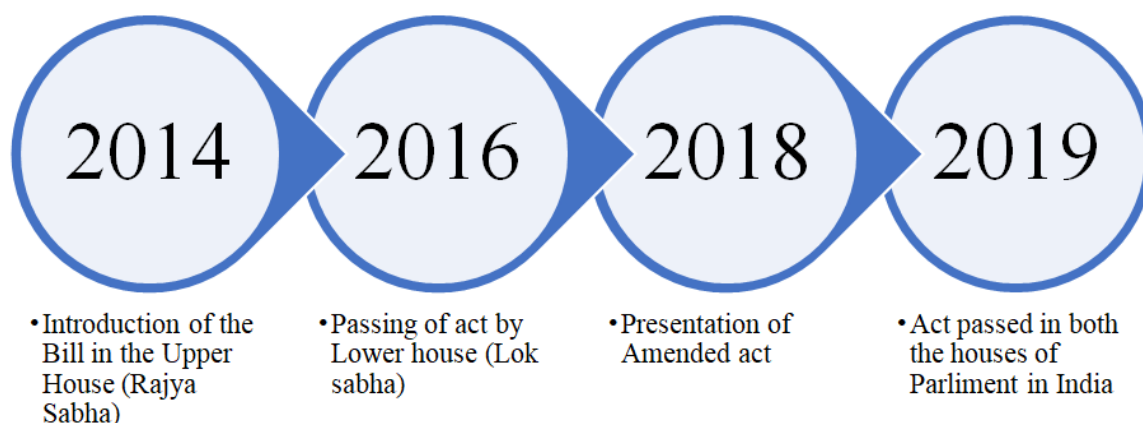 2014
2016
2018
2019
•Introduction of the
Bill in the Upper
House (Rajya
Sabha)
•Passing of act by
Lower house (Lok
sabha)
•Presentation of
Amended act
•Act passed in both
the houses of
Parliment in India